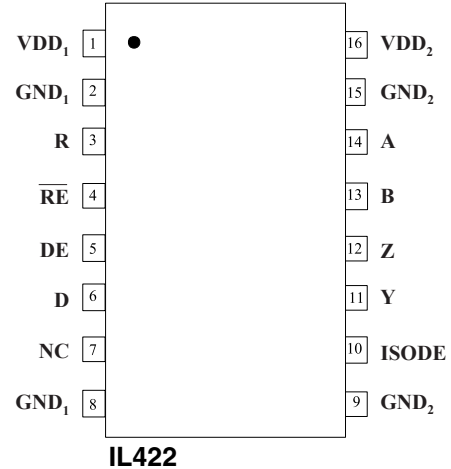 VDD₁ 1 16 VDD₂
GND₁ 2 15 GND₂
R 3 14 A
R̅E̅ 4 13 B
DE 5 12 Z
D 6 11 Y
NC 7 10 ISODE
GND₁ 8 9 GND₂
IL422